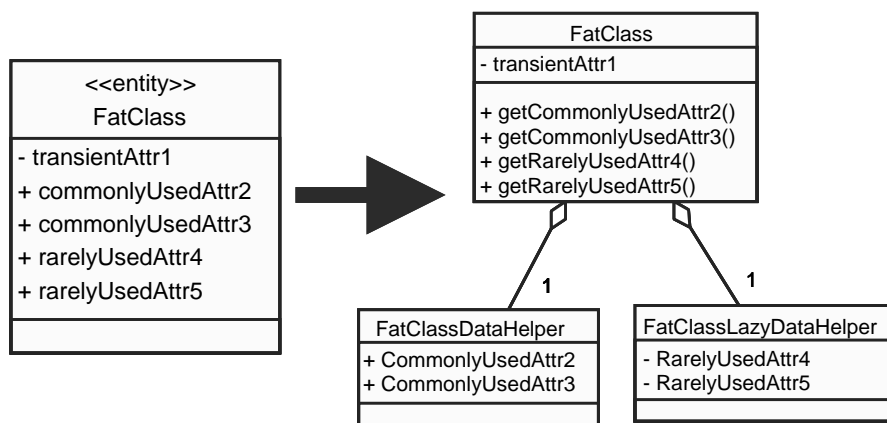 <<entity>>
FatClass
- transientAttr1
+ commonlyUsedAttr2
+ commonlyUsedAttr3
+ rarelyUsedAttr4
+ rarelyUsedAttr5
FatClass
- transientAttr1
+ getCommonlyUsedAttr2()
+ getCommonlyUsedAttr3()
+ getRarelyUsedAttr4()
+ getRarelyUsedAttr5()
1
1
FatClassDataHelper
+ CommonlyUsedAttr2
+ CommonlyUsedAttr3
FatClassLazyDataHelper
- RarelyUsedAttr4
- RarelyUsedAttr5